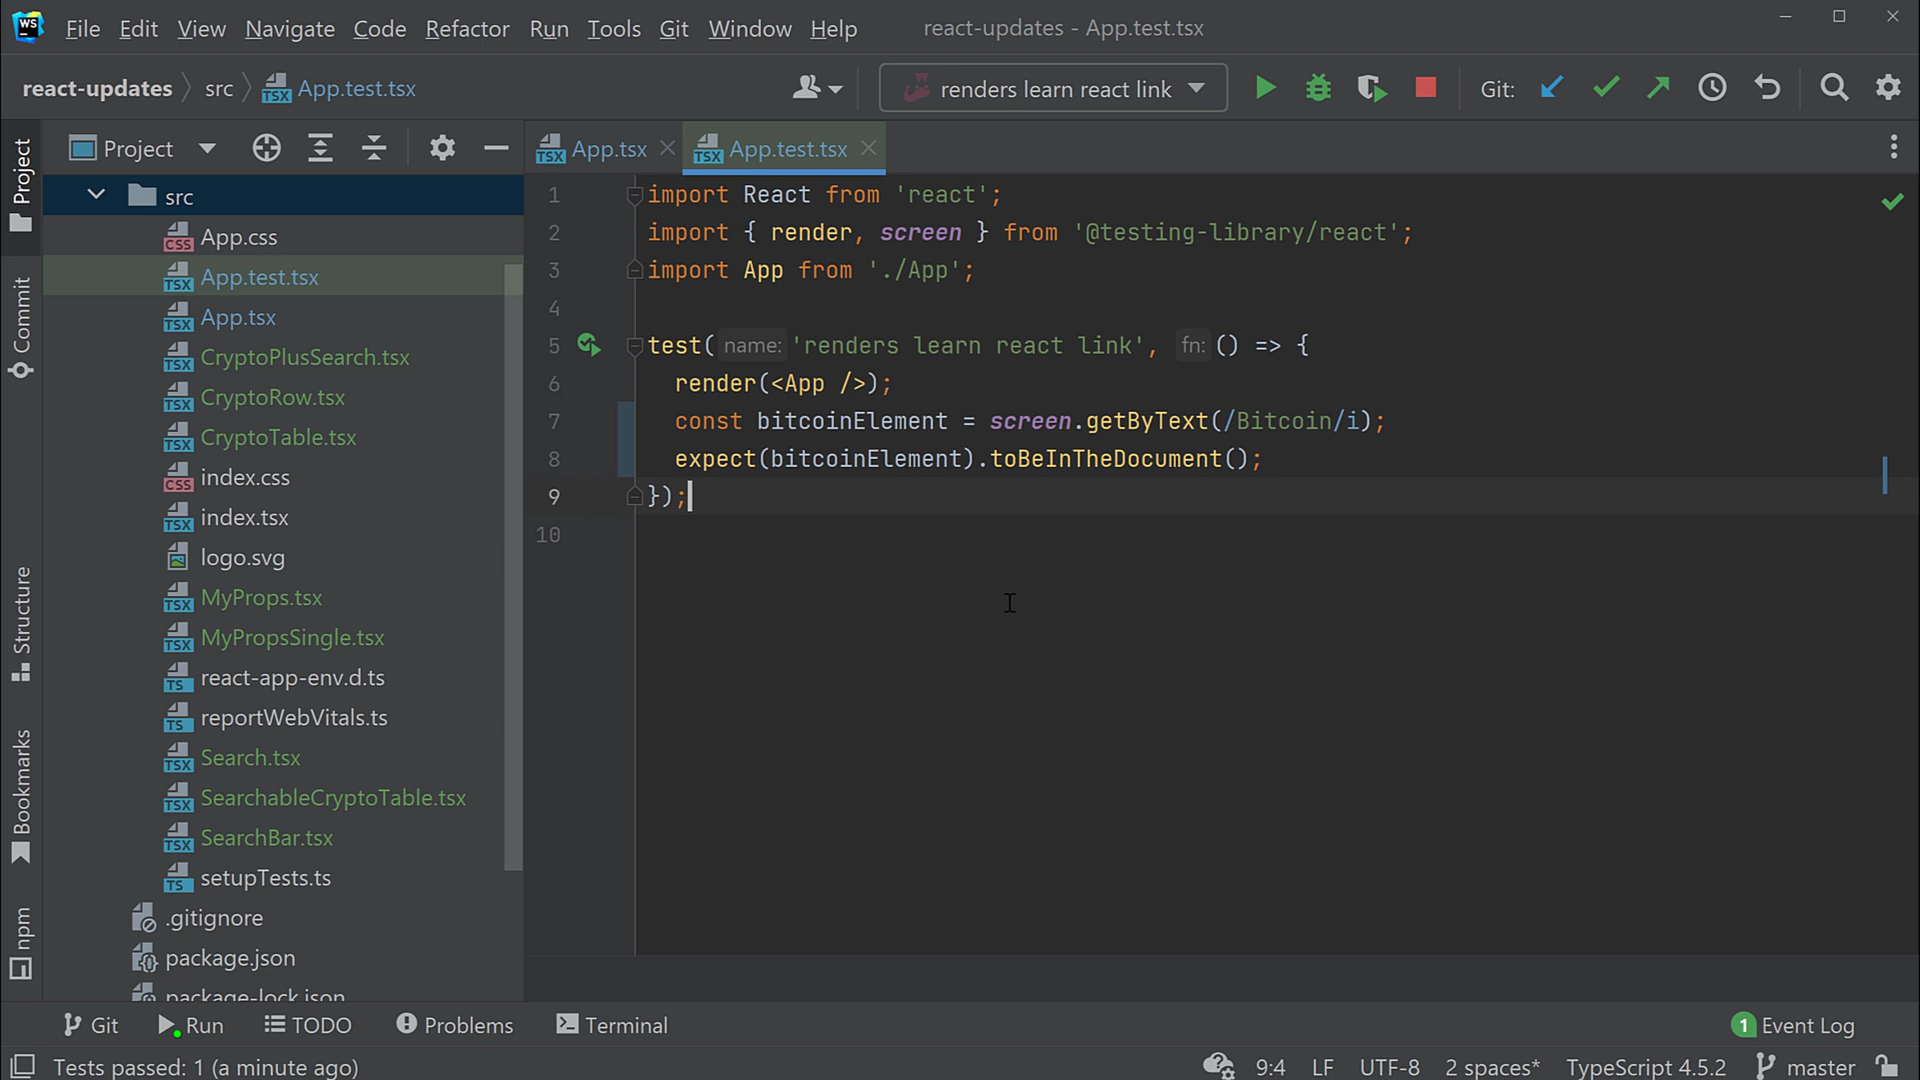 WS File Edit View Navigate Code Refactor Run Tools Git Window Help react-updates - App.test.tsx
react-updates src App.test.tsx renders learn react link Git:
Project
Project
Commit
Structure
Bookmarks
npm
src
App.css
App.test.tsx
App.tsx
CryptoPlusSearch.tsx
CryptoRow.tsx
CryptoTable.tsx
index.css
index.tsx
logo.svg
MyProps.tsx
MyPropsSingle.tsx
react-app-env.d.ts
reportWebVitals.ts
Search.tsx
SearchableCryptoTable.tsx
SearchBar.tsx
setupTests.ts
.gitignore
package.json
package-lock.json
App.tsx App.test.tsx
1 import React from 'react';
2 import { render, screen } from '@testing-library/react';
3 import App from './App';
4
5 test( name: 'renders learn react link', fn: () => {
6 render(<App />);
7 const bitcoinElement = screen.getByText(/Bitcoin/i);
8 expect(bitcoinElement).toBeInTheDocument();
9 });
10
Git Run TODO Problems Terminal 1 Event Log
Tests passed: 1 (a minute ago) 9:4 LF UTF-8 2 spaces* TypeScript 4.5.2 master